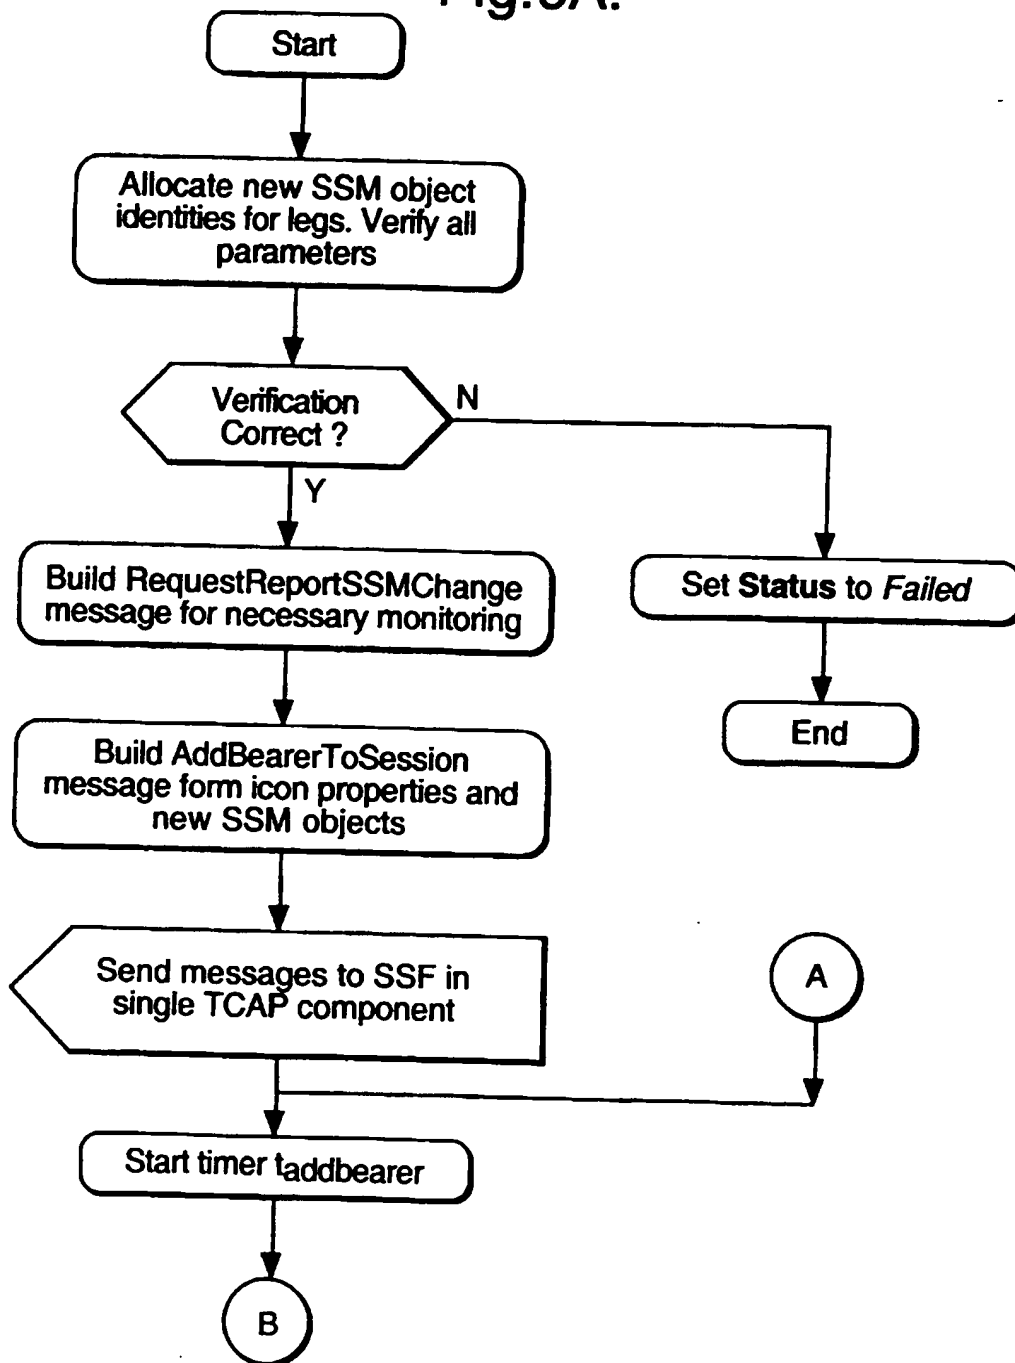 Start
Allocate new SSM object
identities for legs. Verify all
parameters
Verification
Correct ?
N
Y
Build RequestReportSSMChange
message for necessary monitoring
Set Status to Failed
End
Build AddBearerToSession
message form icon properties and
new SSM objects
Send messages to SSF in
single TCAP component
A
Start timer taddbearer
B